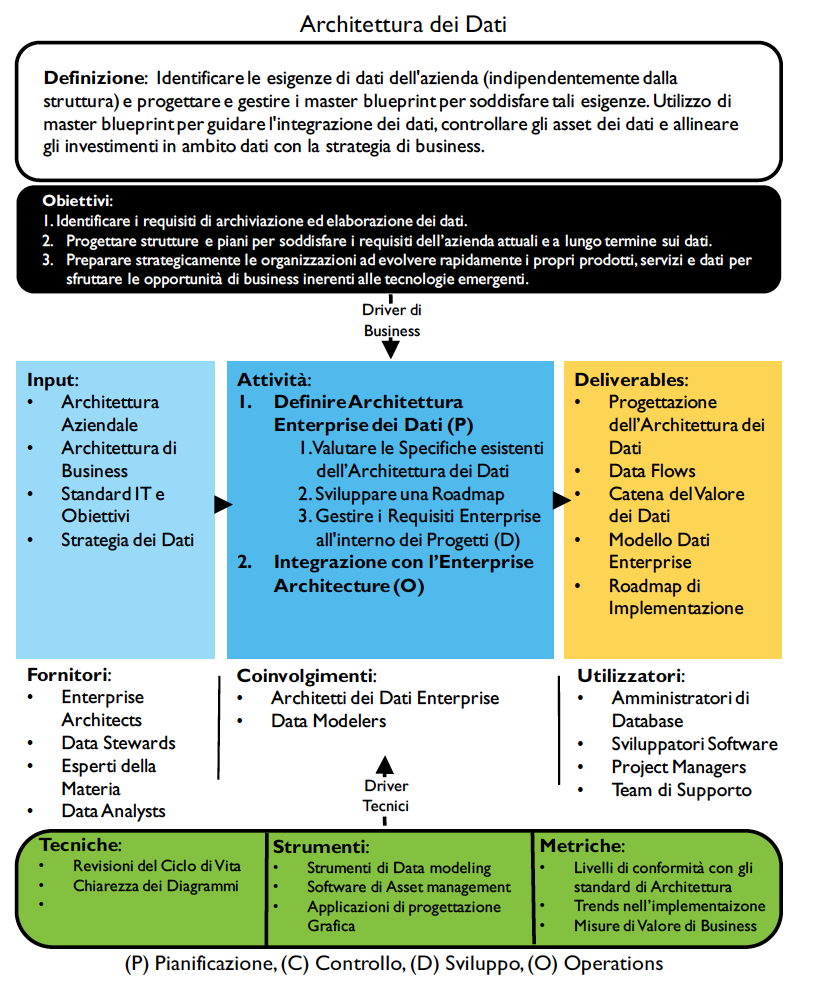 Architettura dei Dati
Definizione: Identificare le esigenze di dati dell'azienda (indipendentemente dalla
struttura) e progettare e gestire i master blueprint per soddisfare tali esigenze. Utilizzo di
master blueprint per guidare l'integrazione dei dati, controllare gli asset dei dati e allineare
gli investimenti in ambito dati con la strategia di business.
Obiettivi:
1. Identificare i requisiti di archiviazione ed elaborazione dei dati.
2. Progettare strutture e piani per soddisfare i requisiti dell'azienda attuali e a lungo termine sui dati.
3. Preparare strategicamente le organizzazioni ad evolvere rapidamente i propri prodotti, servizi e dati per
sfruttare le opportunità di business inerenti alle tecnologie emergenti.
Driver di
Business
Input:
• Architettura
Aziendale
• Architettura di
Business
• Standard IT e
Obiettivi
• Strategia dei Dati
Attività:
1. Definire Architettura
Enterprise dei Dati (P)
1. Valutare le Specifiche esistenti
dell'Architettura dei Dati
2. Sviluppare una Roadmap
3. Gestire i Requisiti Enterprise
all'interno dei Progetti (D)
2. Integrazione con l'Enterprise
Architecture (O)
Deliverables:
• Progettazione
dell'Architettura dei
Dati
• Data Flows
• Catena del Valore
dei Dati
• Modello Dati
Enterprise
• Roadmap di
Implementazione
Fornitori:
• Enterprise
Architects
• Data Stewards
• Esperti della
Materia
• Data Analysts
Coinvolgimenti:
• Architetti dei Dati Enterprise
• Data Modelers
Utilizzatori:
• Amministratori di
Database
• Sviluppatori Software
• Project Managers
• Team di Supporto
Driver
Tecnici
Tecniche:
• Revisioni del Ciclo di Vita
• Chiarezza dei Diagrammi
•
Strumenti:
• Strumenti di Data modeling
• Software di Asset management
• Applicazioni di progettazione
Grafica
Metriche:
• Livelli di conformità con gli
standard di Architettura
• Trends nell'implementaizone
• Misure di Valore di Business
(P) Pianificazione, (C) Controllo, (D) Sviluppo, (O) Operations